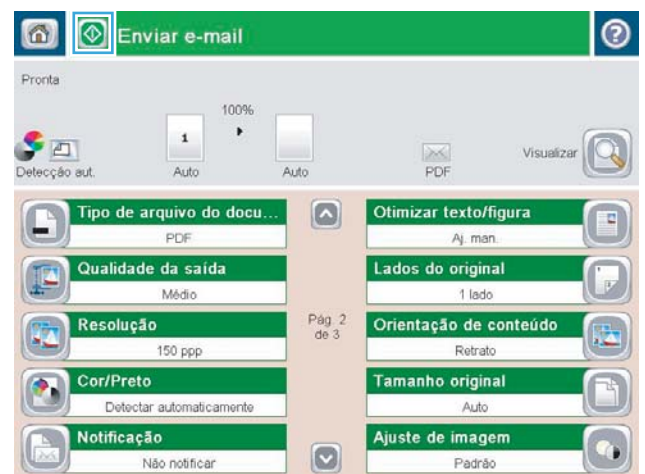 Enviar e-mail
?
Pronta
100%
1
Detecção aut.
Auto
Auto
PDF
Visualizar
Tipo de arquivo do docu...
PDF
Qualidade da saída
Médio
Resolução
150 ppp
Cor/Preto
Detectar automaticamente
Notificação
Não notificar
Pág. 2
de 3
Otimizar texto/figura
Aj. man.
Lados do original
1 lado
Orientação de conteúdo
Retrato
Tamanho original
Auto
Ajuste de imagem
Padrão